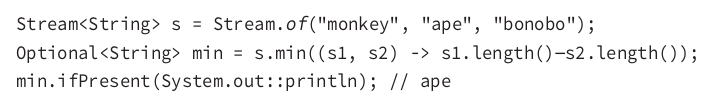 Stream<String> s = Stream.of("monkey", "ape", "bonobo");
Optional<String> min = s.min((s1, s2) -> s1.length()–s2.length());
min.ifPresent(System.out::println); // ape